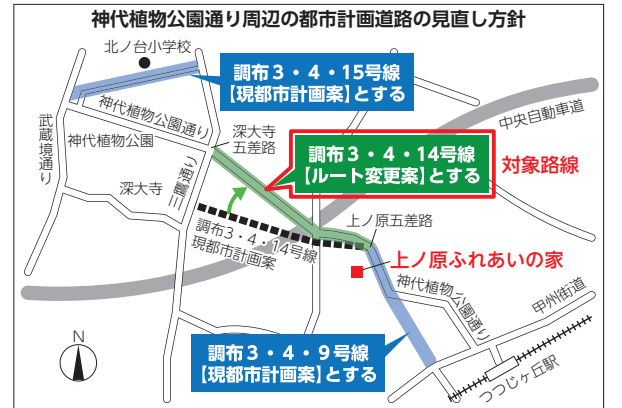 神代植物公園通り周辺の都市計画道路の見直し方針
北ノ台小学校
調布3・4・15号線
【現都市計画案】とする
武蔵境通り
神代植物公園通り
神代植物公園
深大寺
五差路
中央自動車道
調布3・4・14号線
【ルート変更案】とする
対象路線
深大寺
三鷹通り
上ノ原五差路
調布3・4・14号線
現都市計画案
上ノ原ふれあいの家
神代植物公園通り
甲州街道
N
調布3・4・9号線
【現都市計画案】とする
つつじヶ丘駅